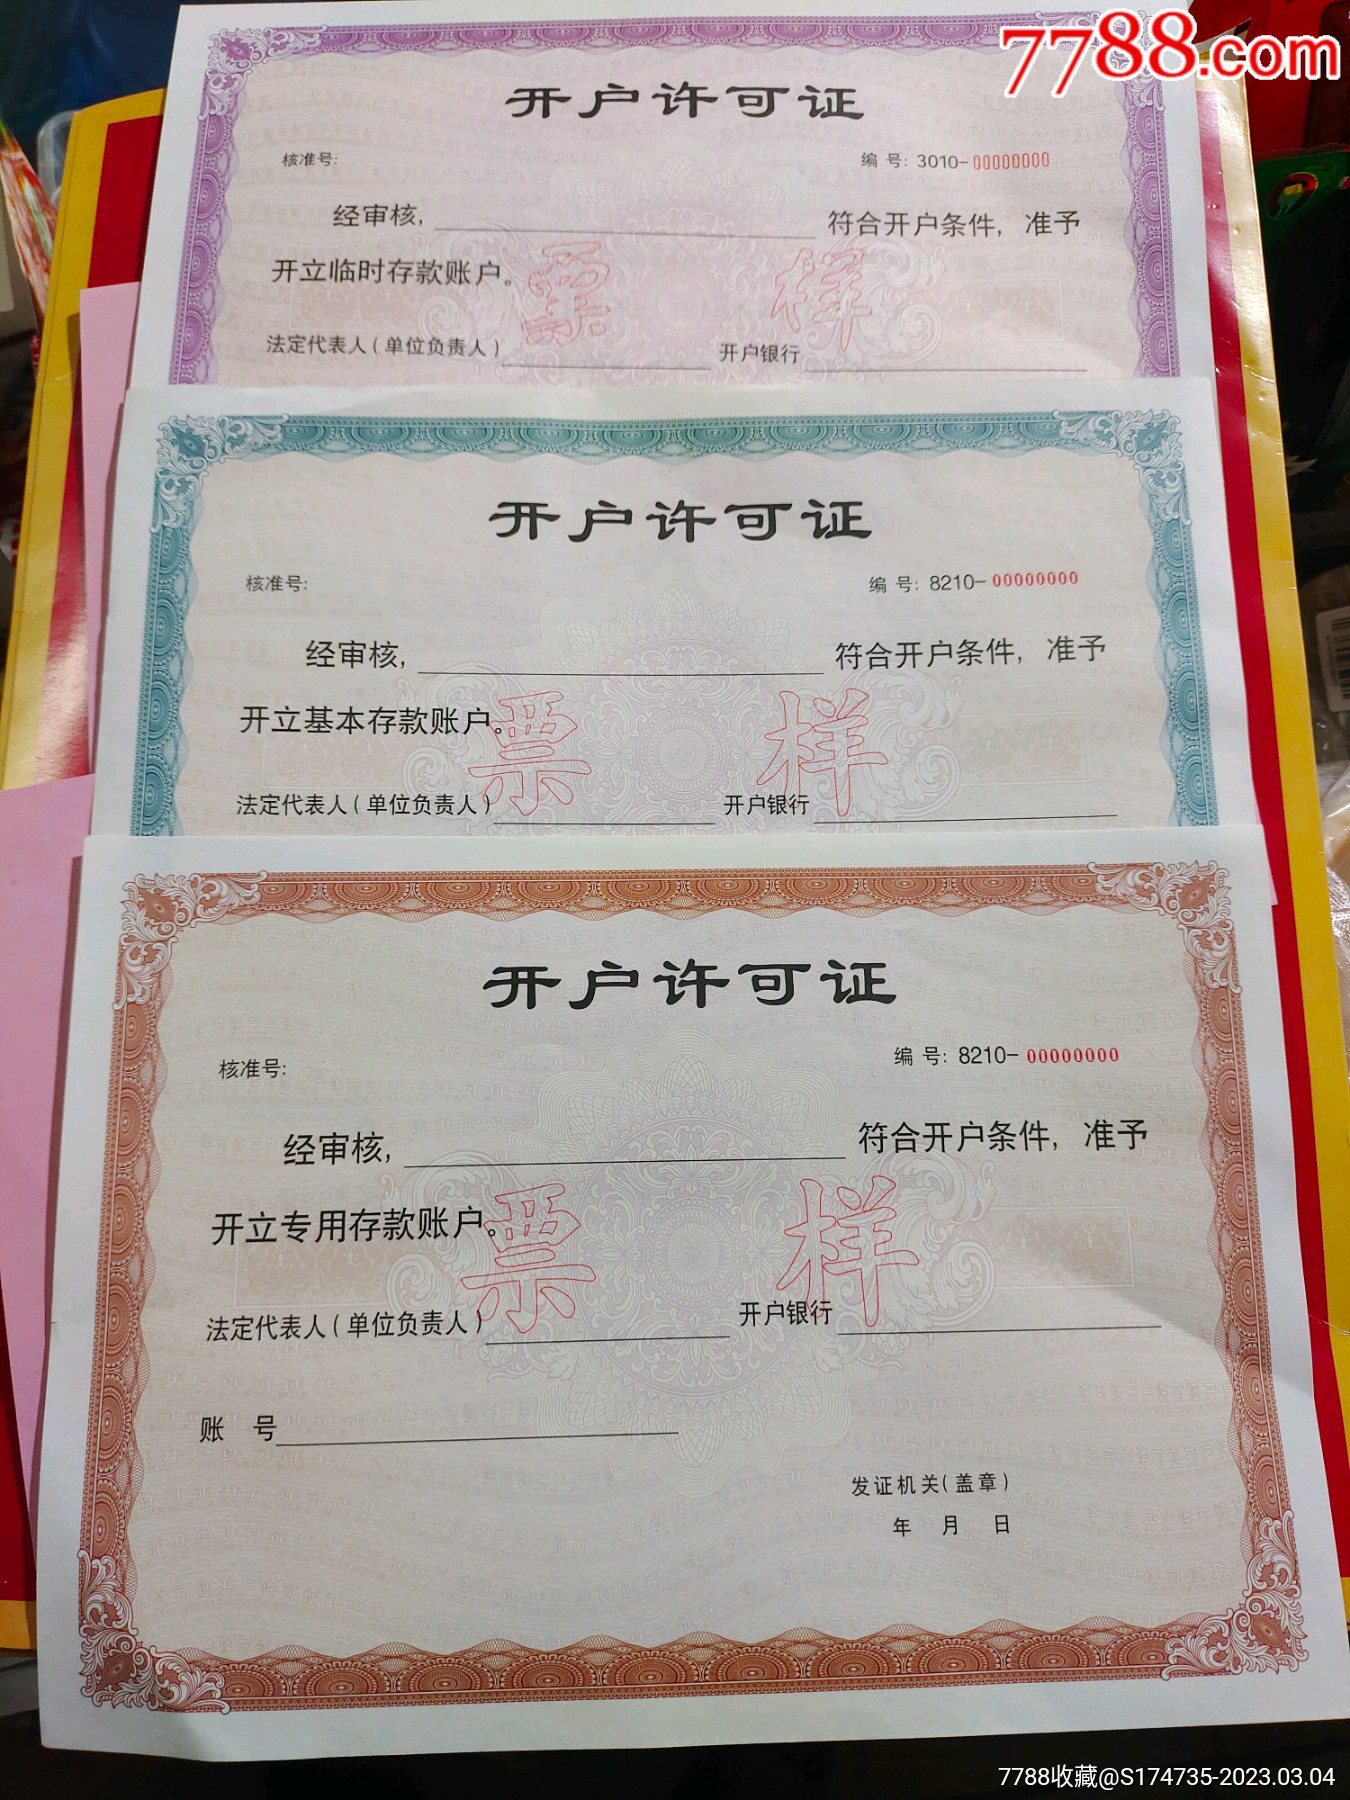 7788.com
开户许可证
核准号:
编 号: 3010-00000000
经审核, 符合开户条件, 准予
开立临时存款账户。
票 样
法定代表人(单位负责人) 开户银行
开户许可证
核准号:
编 号: 8210-00000000
经审核, 符合开户条件, 准予
开立基本存款账户。
票 样
法定代表人(单位负责人) 开户银行
开户许可证
核准号:
编 号: 8210-00000000
经审核, 符合开户条件, 准予
开立专用存款账户。
票 样
法定代表人(单位负责人) 开户银行
账 号
发证机关(盖章)
年 月 日
7788收藏@S174735-2023.03.04